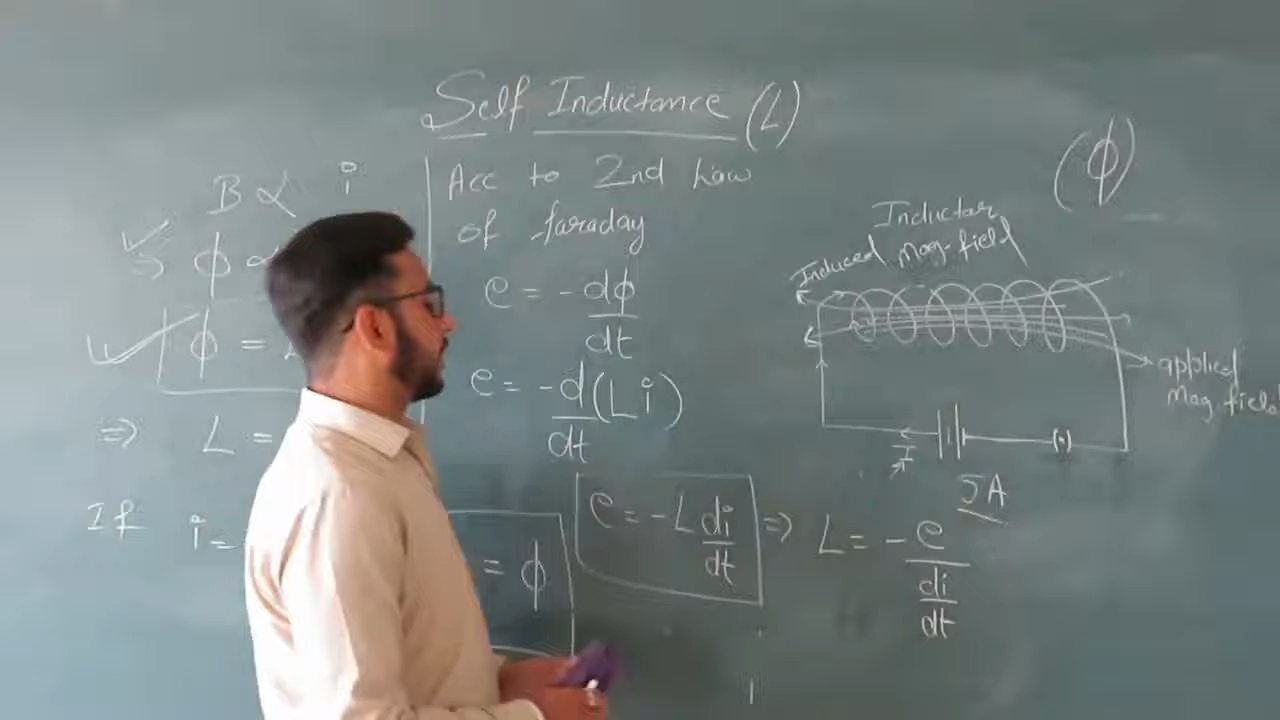 Self Inductance (L)
B ∝ i
⇒ ϕ ∝
ϕ =
⇒ L =
If i =
= ϕ
Acc to 2nd Law
of faraday
e = -dϕ/dt
e = -d/dt (Li)
e = -L di/dt ⇒ L = -e/(di/dt)
(ϕ)
Inductor
Induced Mag. field
applied
Mag field
I
( )